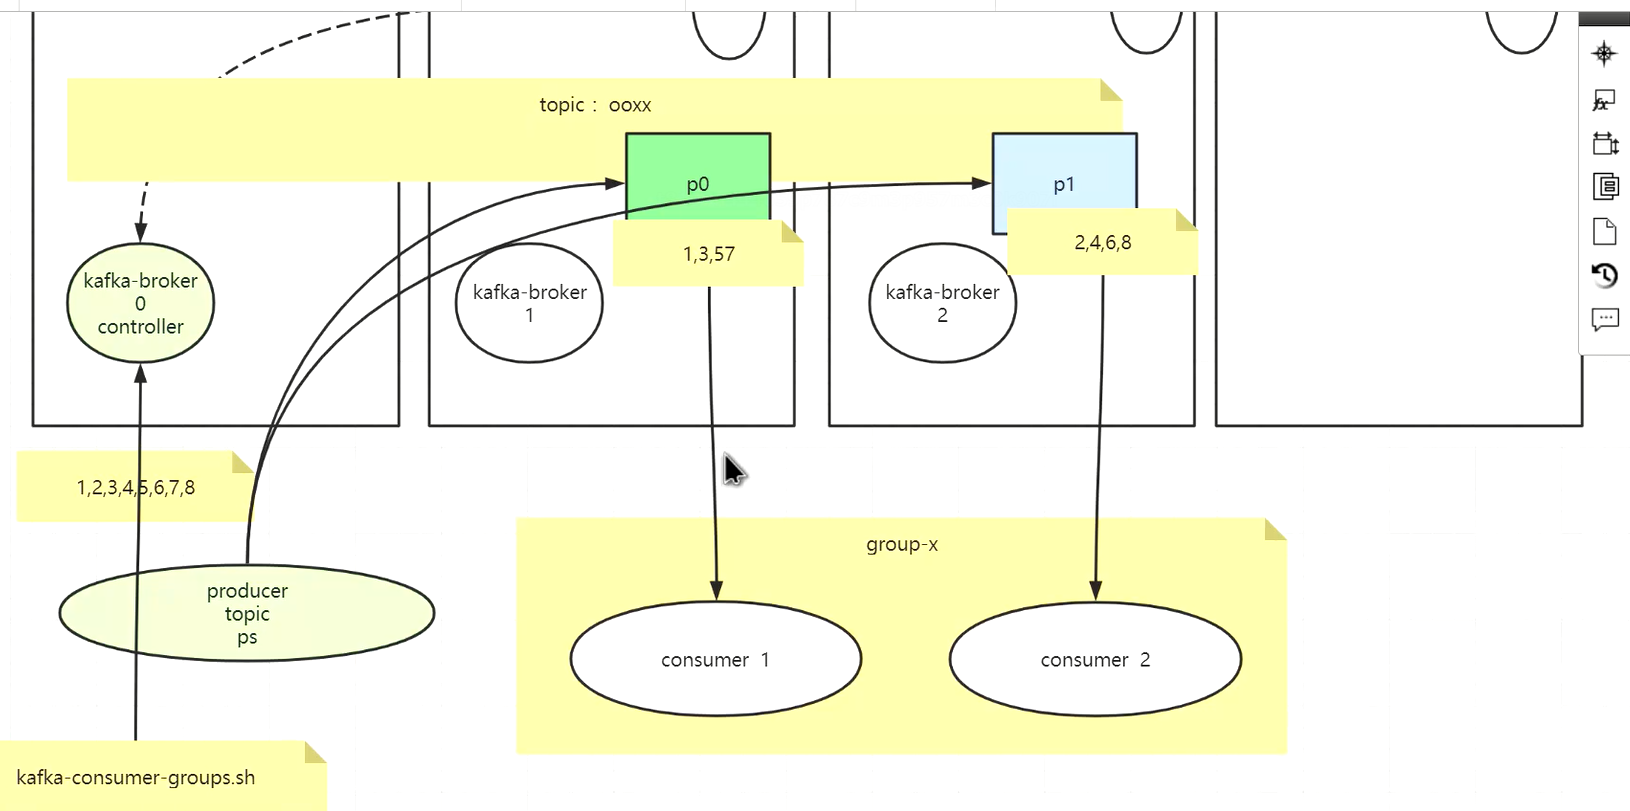 topic： ooxx
p0
p1
1,3,57
2,4,6,8
kafka-broker
0
controller
kafka-broker
1
kafka-broker
2
1,2,3,4,5,6,7,8
group-x
producer
topic
ps
consumer 1
consumer 2
kafka-consumer-groups.sh